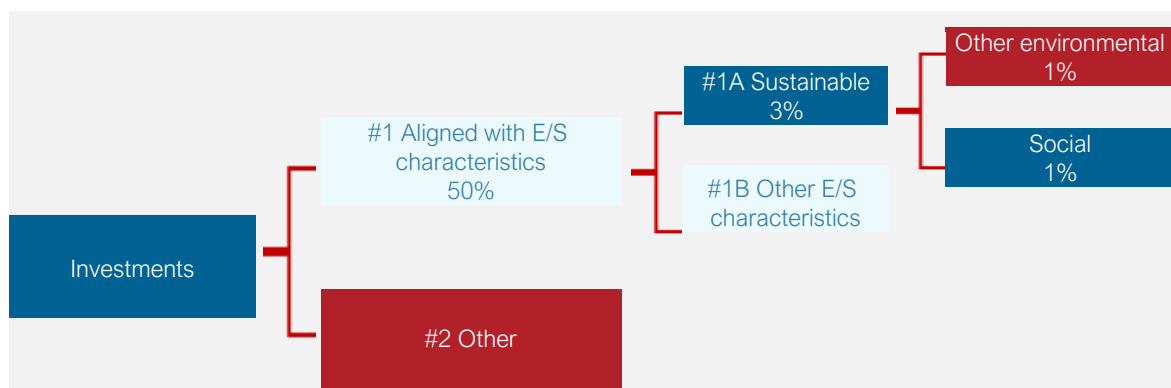 Investments
#1 Aligned with E/S
characteristics
50%
#2 Other
#1A Sustainable
3%
#1B Other E/S
characteristics
Other environmental
1%
Social
1%